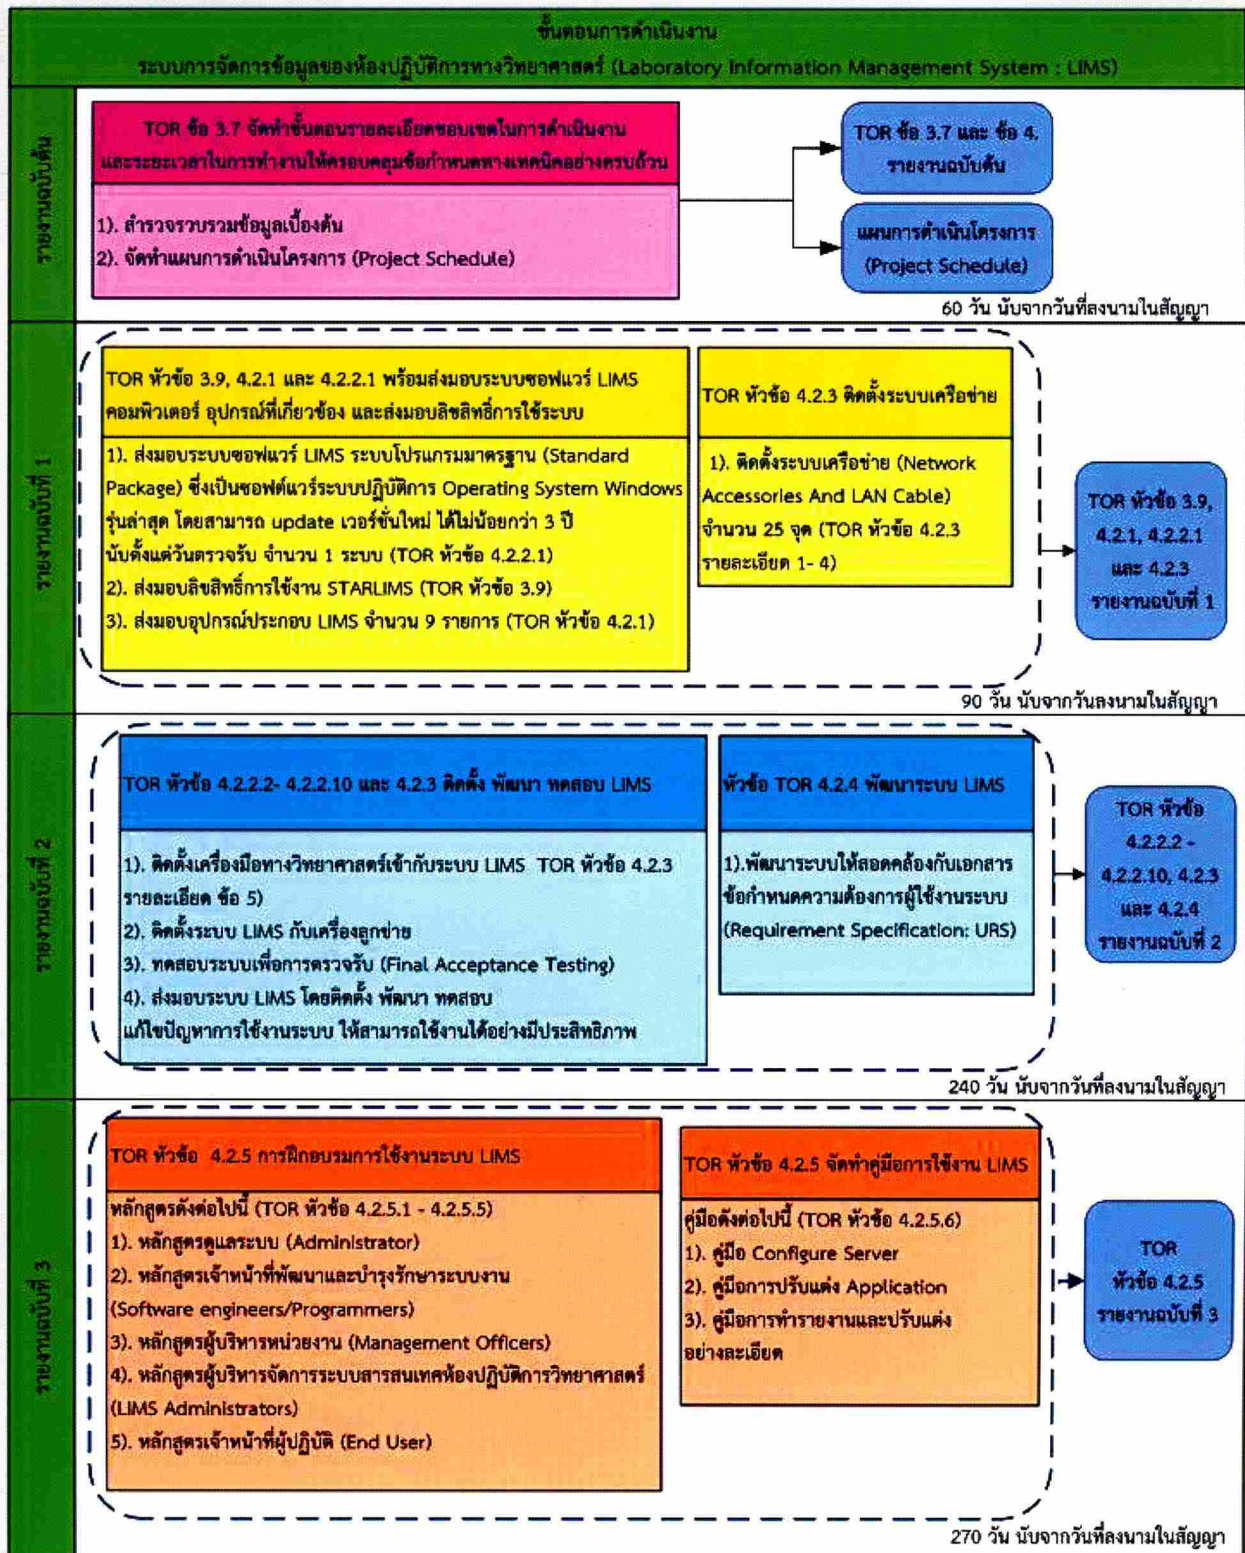 ขั้นตอนการดำเนินงาน
ระบบการจัดการข้อมูลของห้องปฏิบัติการทางวิทยาศาสตร์ (Laboratory Information Management System : LIMS)
รายงานฉบับต้น
TOR ข้อ 3.7 จัดทำขั้นตอนรายละเอียดขอบเขตในการดำเนินงาน
และระยะเวลาในการทำงานให้ครอบคลุมข้อกำหนดทางเทคนิคอย่างครบถ้วน
1). สำรวจรวบรวมข้อมูลเบื้องต้น
2). จัดทำแผนการดำเนินโครงการ (Project Schedule)
TOR ข้อ 3.7 และ ข้อ 4.
รายงานฉบับต้น
แผนการดำเนินโครงการ
(Project Schedule)
60 วัน นับจากวันที่ลงนามในสัญญา
รายงานฉบับที่ 1
TOR หัวข้อ 3.9, 4.2.1 และ 4.2.2.1 พร้อมส่งมอบระบบซอฟแวร์ LIMS
คอมพิวเตอร์ อุปกรณ์ที่เกี่ยวข้อง และส่งมอบลิขสิทธิ์การใช้ระบบ
1). ส่งมอบระบบซอฟแวร์ LIMS ระบบโปรแกรมมาตรฐาน (Standard
Package) ซึ่งเป็นซอฟต์แวร์ระบบปฏิบัติการ Operating System Windows
รุ่นล่าสุด โดยสามารถ update เวอร์ชั่นใหม่ ได้ไม่น้อยกว่า 3 ปี
นับตั้งแต่วันตรวจรับ จำนวน 1 ระบบ (TOR หัวข้อ 4.2.2.1)
2). ส่งมอบลิขสิทธิ์การใช้งาน STARLIMS (TOR หัวข้อ 3.9)
3). ส่งมอบอุปกรณ์ประกอบ LIMS จำนวน 9 รายการ (TOR หัวข้อ 4.2.1)
TOR หัวข้อ 4.2.3 ติดตั้งระบบเครือข่าย
1). ติดตั้งระบบเครือข่าย (Network
Accessories And LAN Cable)
จำนวน 25 จุด (TOR หัวข้อ 4.2.3
รายละเอียด 1- 4)
TOR หัวข้อ 3.9,
4.2.1, 4.2.2.1
และ 4.2.3
รายงานฉบับที่ 1
90 วัน นับจากวันลงนามในสัญญา
รายงานฉบับที่ 2
TOR หัวข้อ 4.2.2.2- 4.2.2.10 และ 4.2.3 ติดตั้ง พัฒนา ทดสอบ LIMS
1). ติดตั้งเครื่องมือทางวิทยาศาสตร์เข้ากับระบบ LIMS TOR หัวข้อ 4.2.3
รายละเอียด ข้อ 5)
2). ติดตั้งระบบ LIMS กับเครื่องลูกข่าย
3). ทดสอบระบบเพื่อการตรวจรับ (Final Acceptance Testing)
4). ส่งมอบระบบ LIMS โดยติดตั้ง พัฒนา ทดสอบ
แก้ไขปัญหาการใช้งานระบบ ให้สามารถใช้งานได้อย่างมีประสิทธิภาพ
หัวข้อ TOR 4.2.4 พัฒนาระบบ LIMS
1).พัฒนาระบบให้สอดคล้องกับเอกสาร
ข้อกำหนดความต้องการผู้ใช้งานระบบ
(Requirement Specification: URS)
TOR หัวข้อ
4.2.2.2 -
4.2.2.10, 4.2.3
และ 4.2.4
รายงานฉบับที่ 2
240 วัน นับจากวันที่ลงนามในสัญญา
รายงานฉบับที่ 3
TOR หัวข้อ 4.2.5 การฝึกอบรมการใช้งานระบบ LIMS
หลักสูตรดังต่อไปนี้ (TOR หัวข้อ 4.2.5.1 - 4.2.5.5)
1). หลักสูตรดูแลระบบ (Administrator)
2). หลักสูตรเจ้าหน้าที่พัฒนาและบำรุงรักษาระบบงาน
(Software engineers/Programmers)
3). หลักสูตรผู้บริหารหน่วยงาน (Management Officers)
4). หลักสูตรผู้บริหารจัดการระบบสารสนเทศห้องปฏิบัติการวิทยาศาสตร์
(LIMS Administrators)
5). หลักสูตรเจ้าหน้าที่ผู้ปฏิบัติ (End User)
TOR หัวข้อ 4.2.5 จัดทำคู่มือการใช้งาน LIMS
คู่มือดังต่อไปนี้ (TOR หัวข้อ 4.2.5.6)
1). คู่มือ Configure Server
2). คู่มือการปรับแต่ง Application
3). คู่มือการทำรายงานและปรับแต่ง
อย่างละเอียด
TOR
หัวข้อ 4.2.5
รายงานฉบับที่ 3
270 วัน นับจากวันที่ลงนามในสัญญา